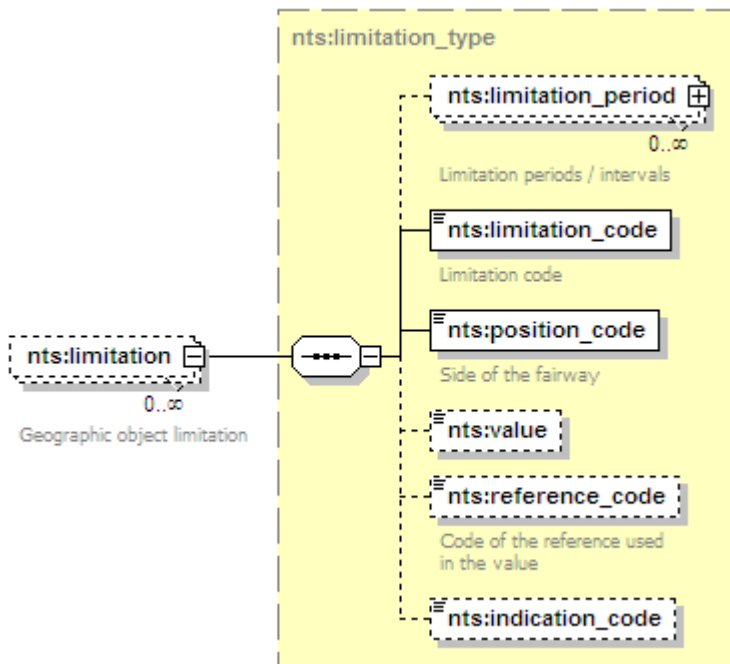 nts:limitation_type
nts:limitation_period
0..∞
Limitation periods / intervals
nts:limitation_code
Limitation code
nts:position_code
Side of the fairway
nts:limitation
0..∞
Geographic object limitation
nts:value
nts:reference_code
Code of the reference used
in the value
nts:indication_code